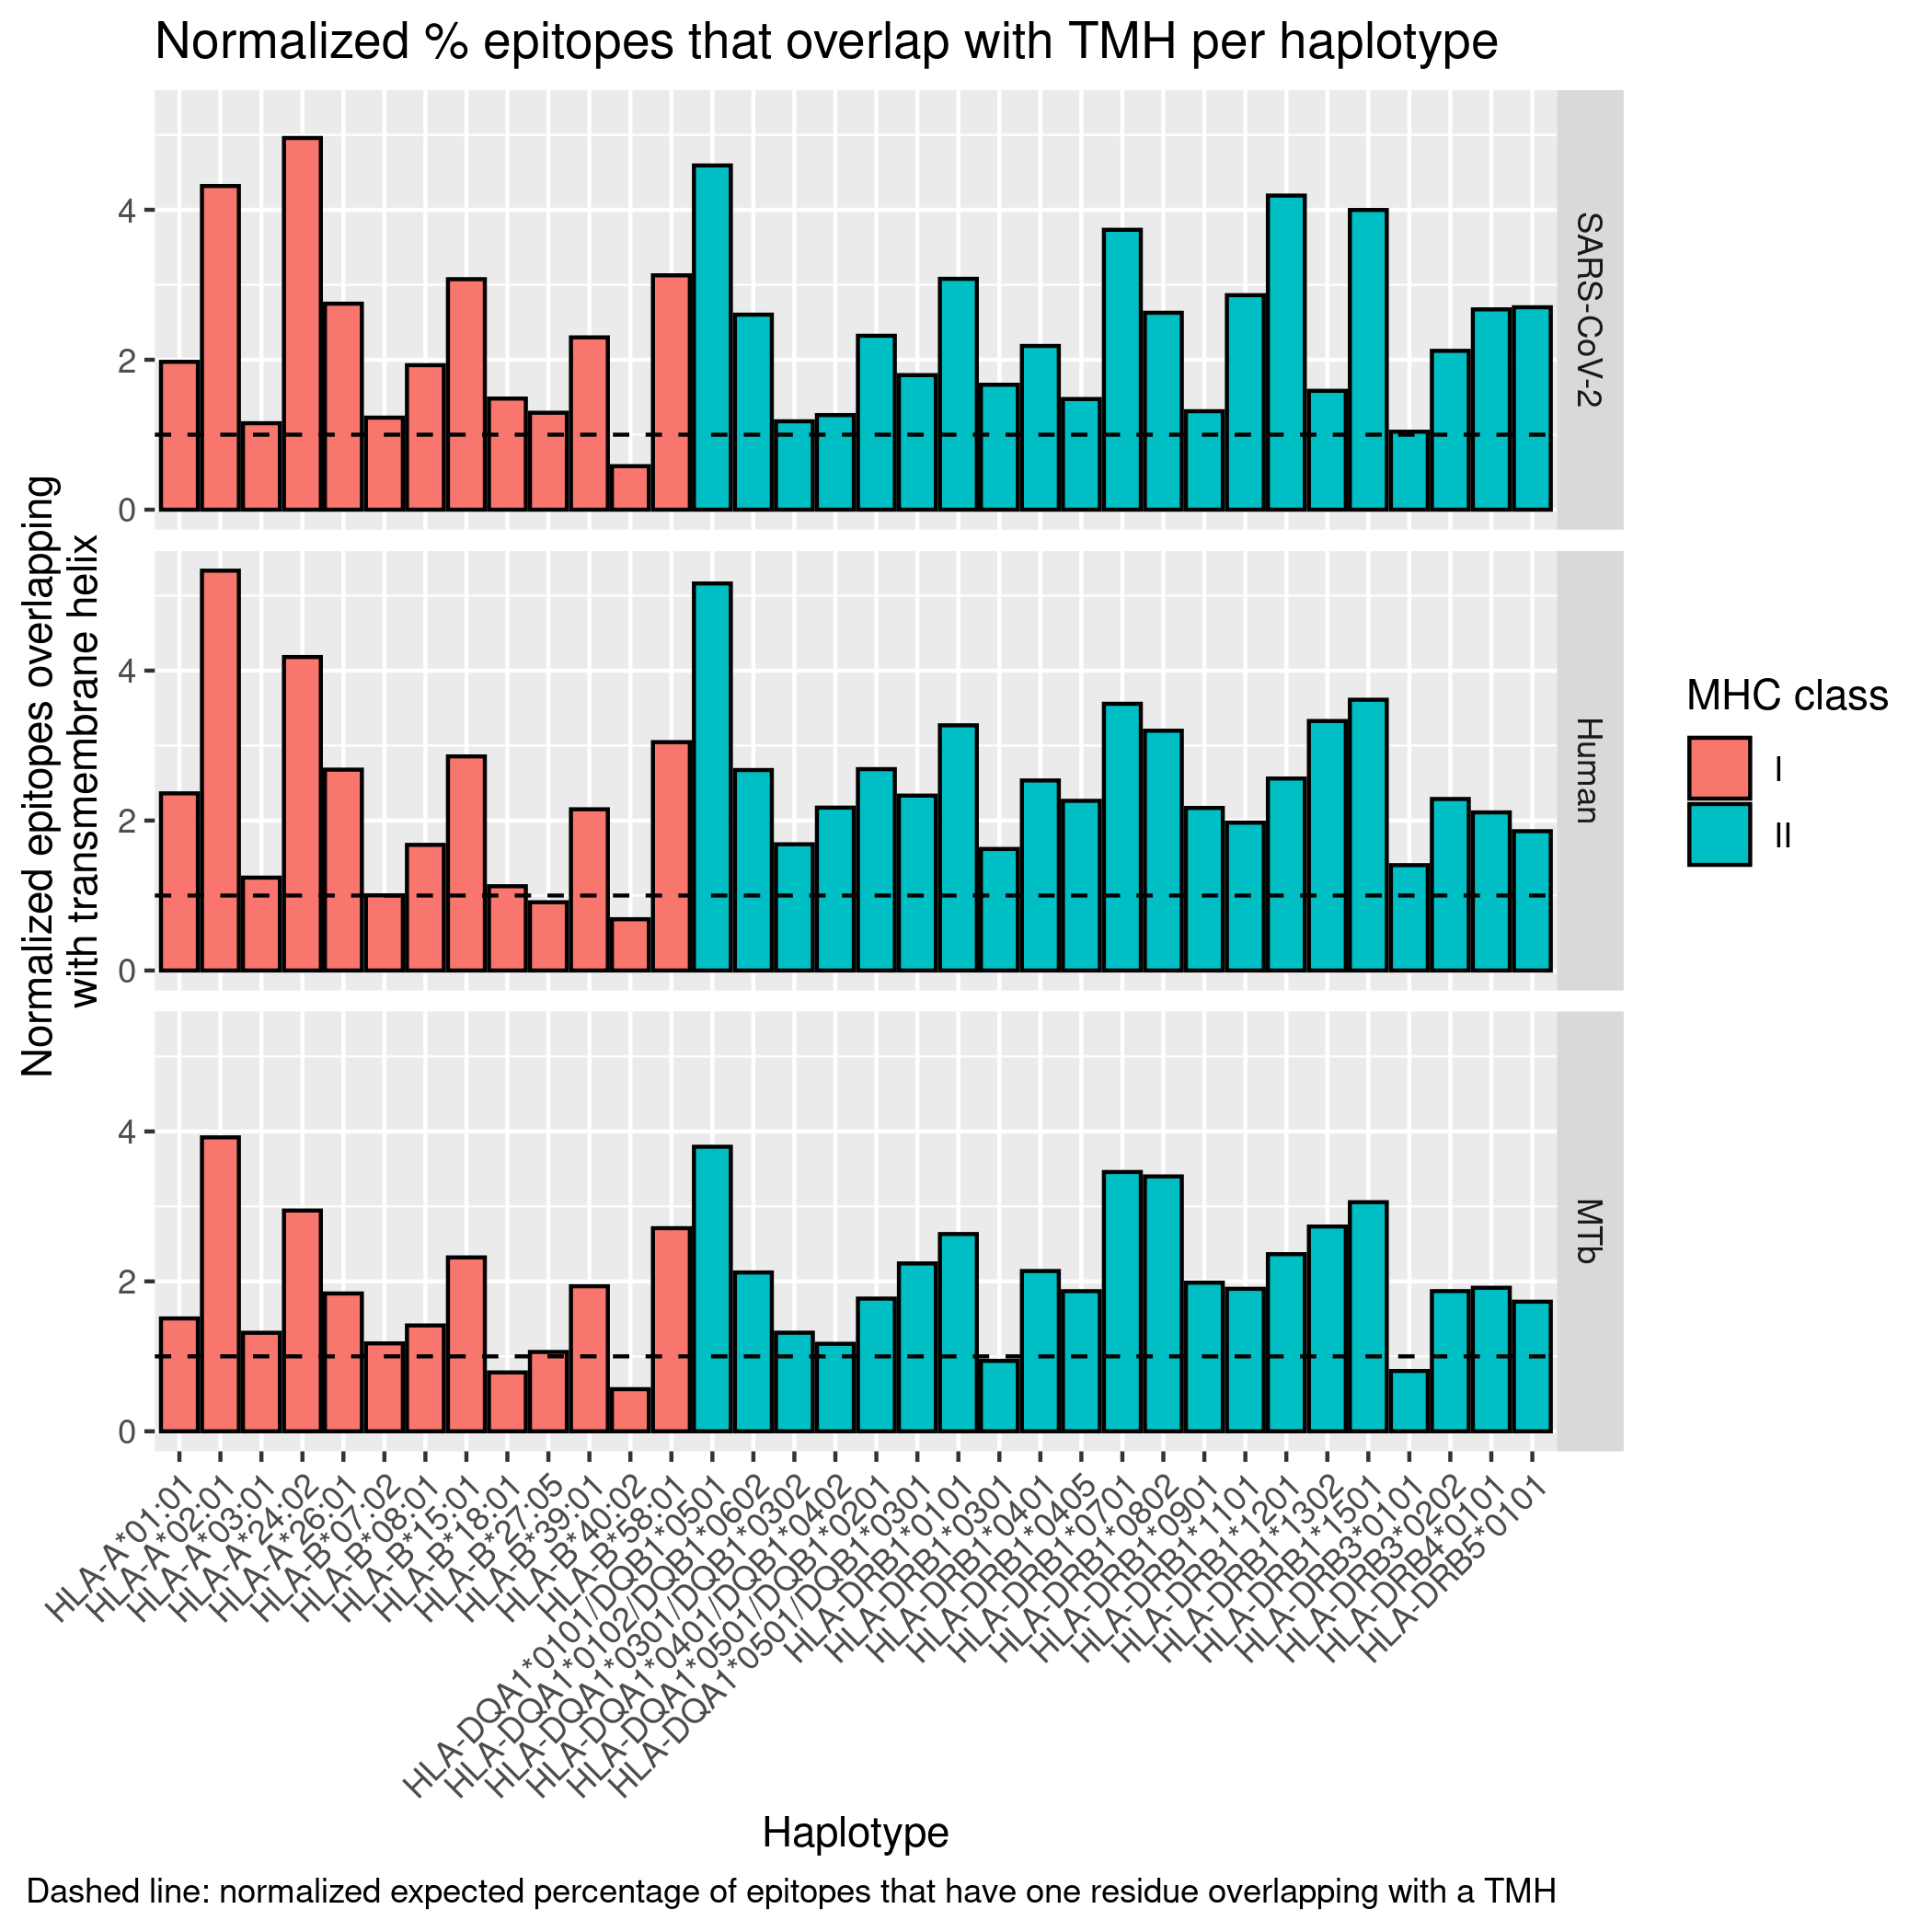 Normalized % epitopes that overlap with TMH per haplotype
Normalized epitopes overlapping
with transmembrane helix
4
2
0
SARS-CoV-2
4
2
0
Human
4
2
0
MTb
MHC class
I
II
HLA-A*01:01
HLA-A*02:01
HLA-A*03:01
HLA-A*24:02
HLA-A*26:01
HLA-B*07:02
HLA-B*08:01
HLA-B*15:01
HLA-B*18:01
HLA-B*27:05
HLA-B*39:01
HLA-B*40:02
HLA-B*58:01
HLA-DQA1*0101/DQB1*0501
HLA-DQA1*0102/DQB1*0602
HLA-DQA1*0301/DQB1*0302
HLA-DQA1*0401/DQB1*0402
HLA-DQA1*0501/DQB1*0201
HLA-DQA1*0501/DQB1*0301
HLA-DRB1*0101
HLA-DRB1*0301
HLA-DRB1*0401
HLA-DRB1*0405
HLA-DRB1*0701
HLA-DRB1*0802
HLA-DRB1*0901
HLA-DRB1*1101
HLA-DRB1*1201
HLA-DRB1*1302
HLA-DRB1*1501
HLA-DRB3*0101
HLA-DRB3*0202
HLA-DRB4*0101
HLA-DRB5*0101
Haplotype
Dashed line: normalized expected percentage of epitopes that have one residue overlapping with a TMH